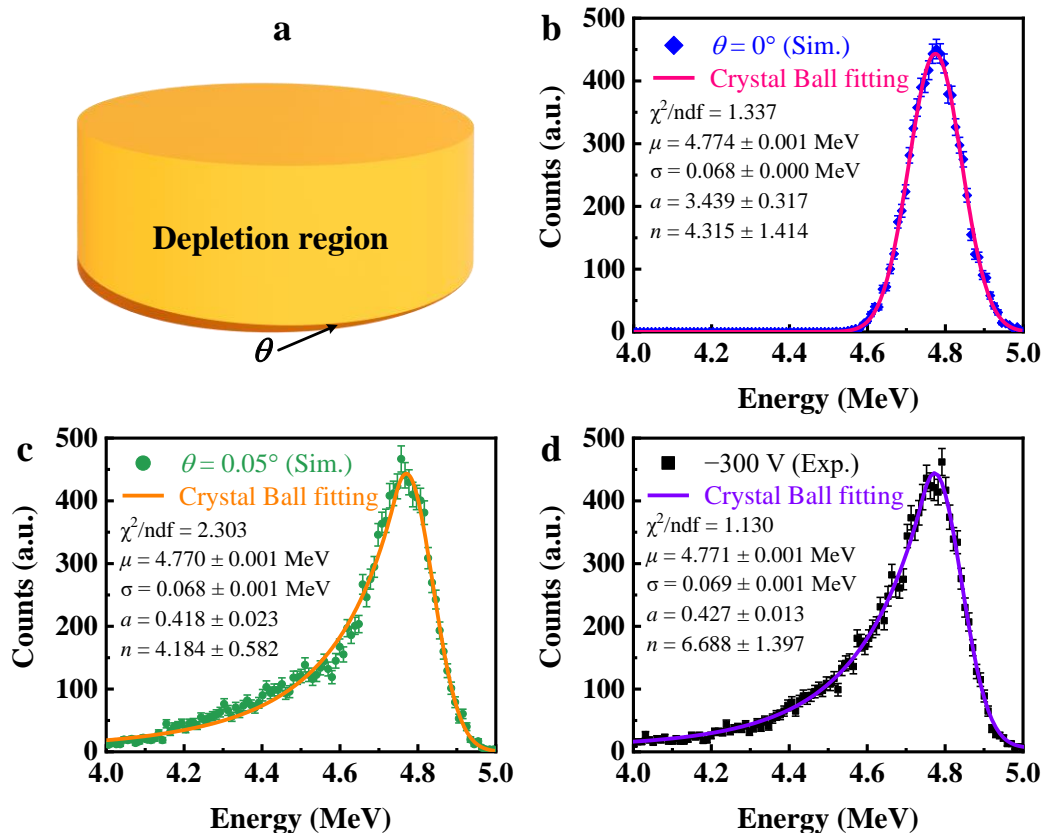 a
Depletion region
θ
b
500
400
300
200
100
0
4.0 4.2 4.4 4.6 4.8 5.0
Counts (a.u.)
Energy (MeV)
θ = 0° (Sim.)
Crystal Ball fitting
χ²/ndf = 1.337
μ = 4.774 ± 0.001 MeV
σ = 0.068 ± 0.000 MeV
a = 3.439 ± 0.317
n = 4.315 ± 1.414
c
500
400
300
200
100
0
4.0 4.2 4.4 4.6 4.8 5.0
Counts (a.u.)
Energy (MeV)
θ = 0.05° (Sim.)
Crystal Ball fitting
χ²/ndf = 2.303
μ = 4.770 ± 0.001 MeV
σ = 0.068 ± 0.001 MeV
a = 0.418 ± 0.023
n = 4.184 ± 0.582
d
500
400
300
200
100
0
4.0 4.2 4.4 4.6 4.8 5.0
Counts (a.u.)
Energy (MeV)
−300 V (Exp.)
Crystal Ball fitting
χ²/ndf = 1.130
μ = 4.771 ± 0.001 MeV
σ = 0.069 ± 0.001 MeV
a = 0.427 ± 0.013
n = 6.688 ± 1.397